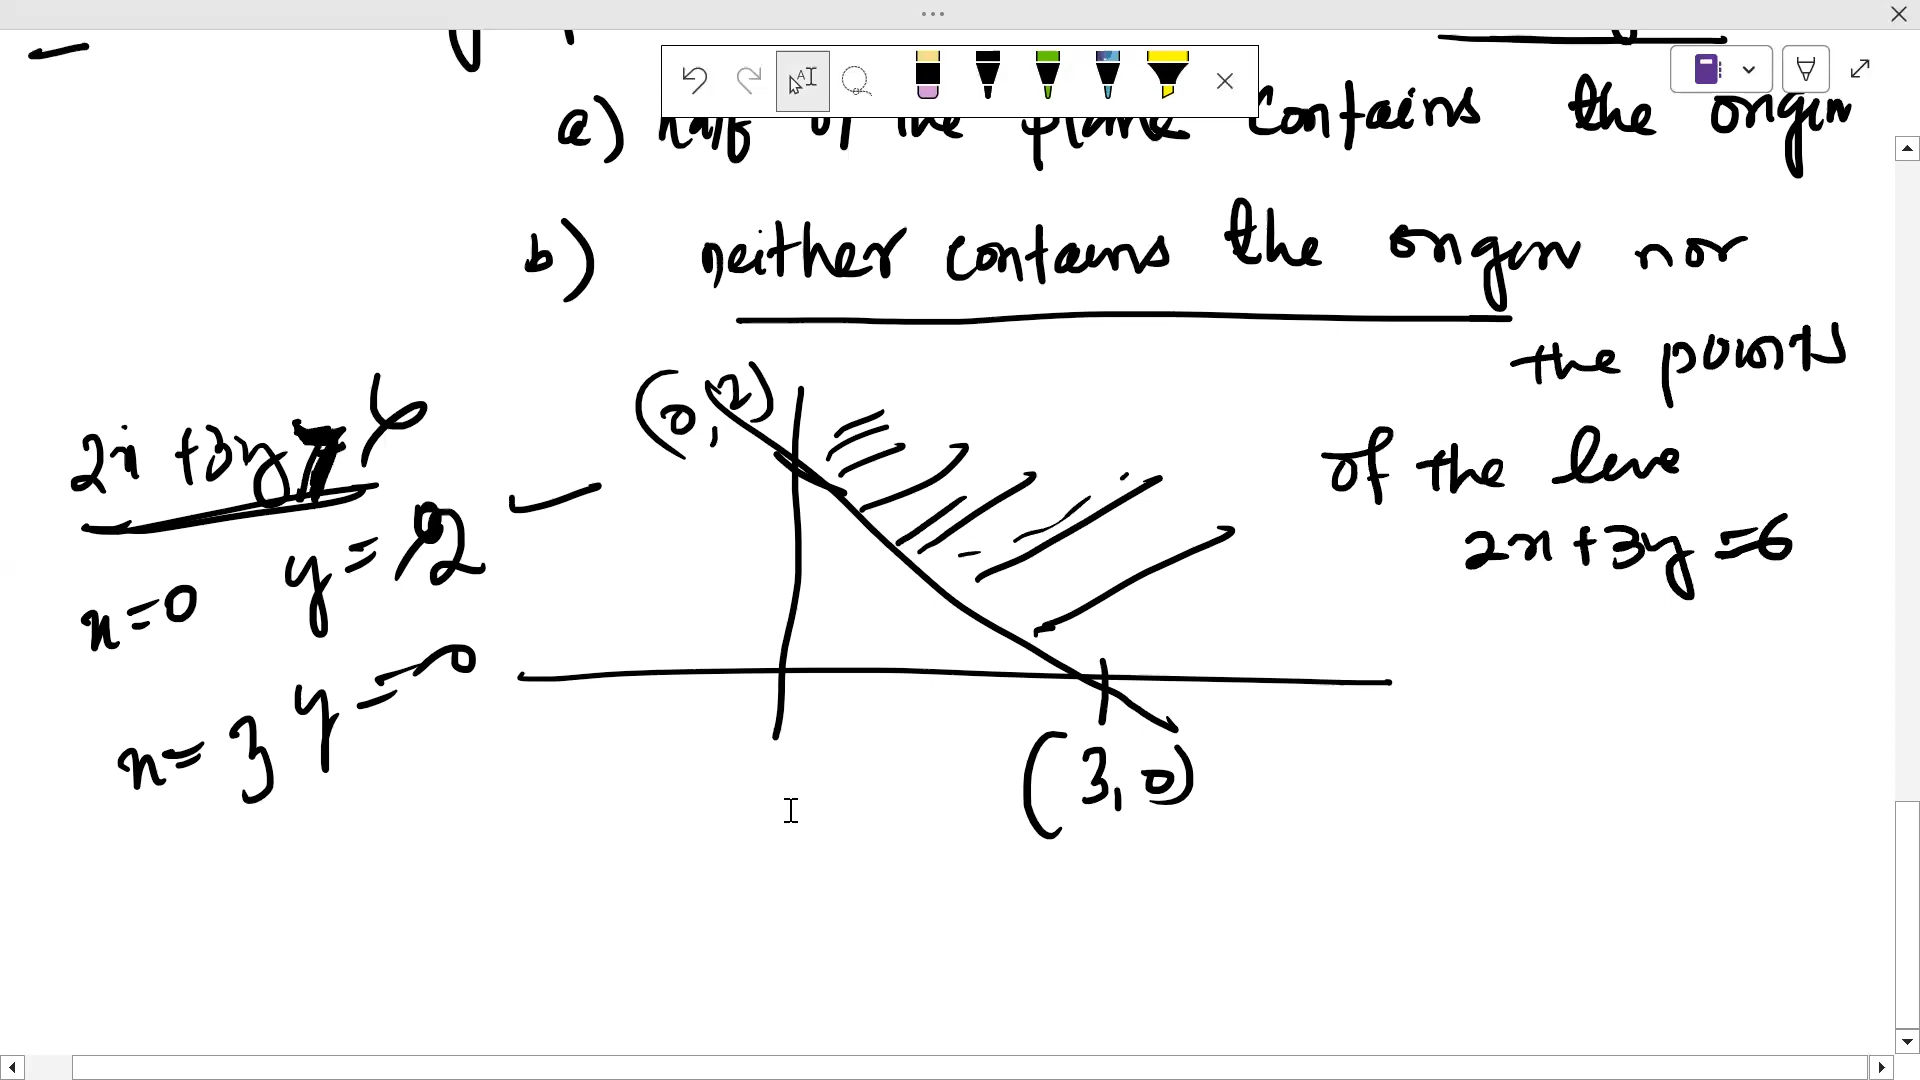 a) half of the plane contains the origin
b) neither contains the origin nor
the points
of the line
2x+3y=6
2x+3y>6
x=0 y=2
x=3 y=0
(0,2)
(3,0)